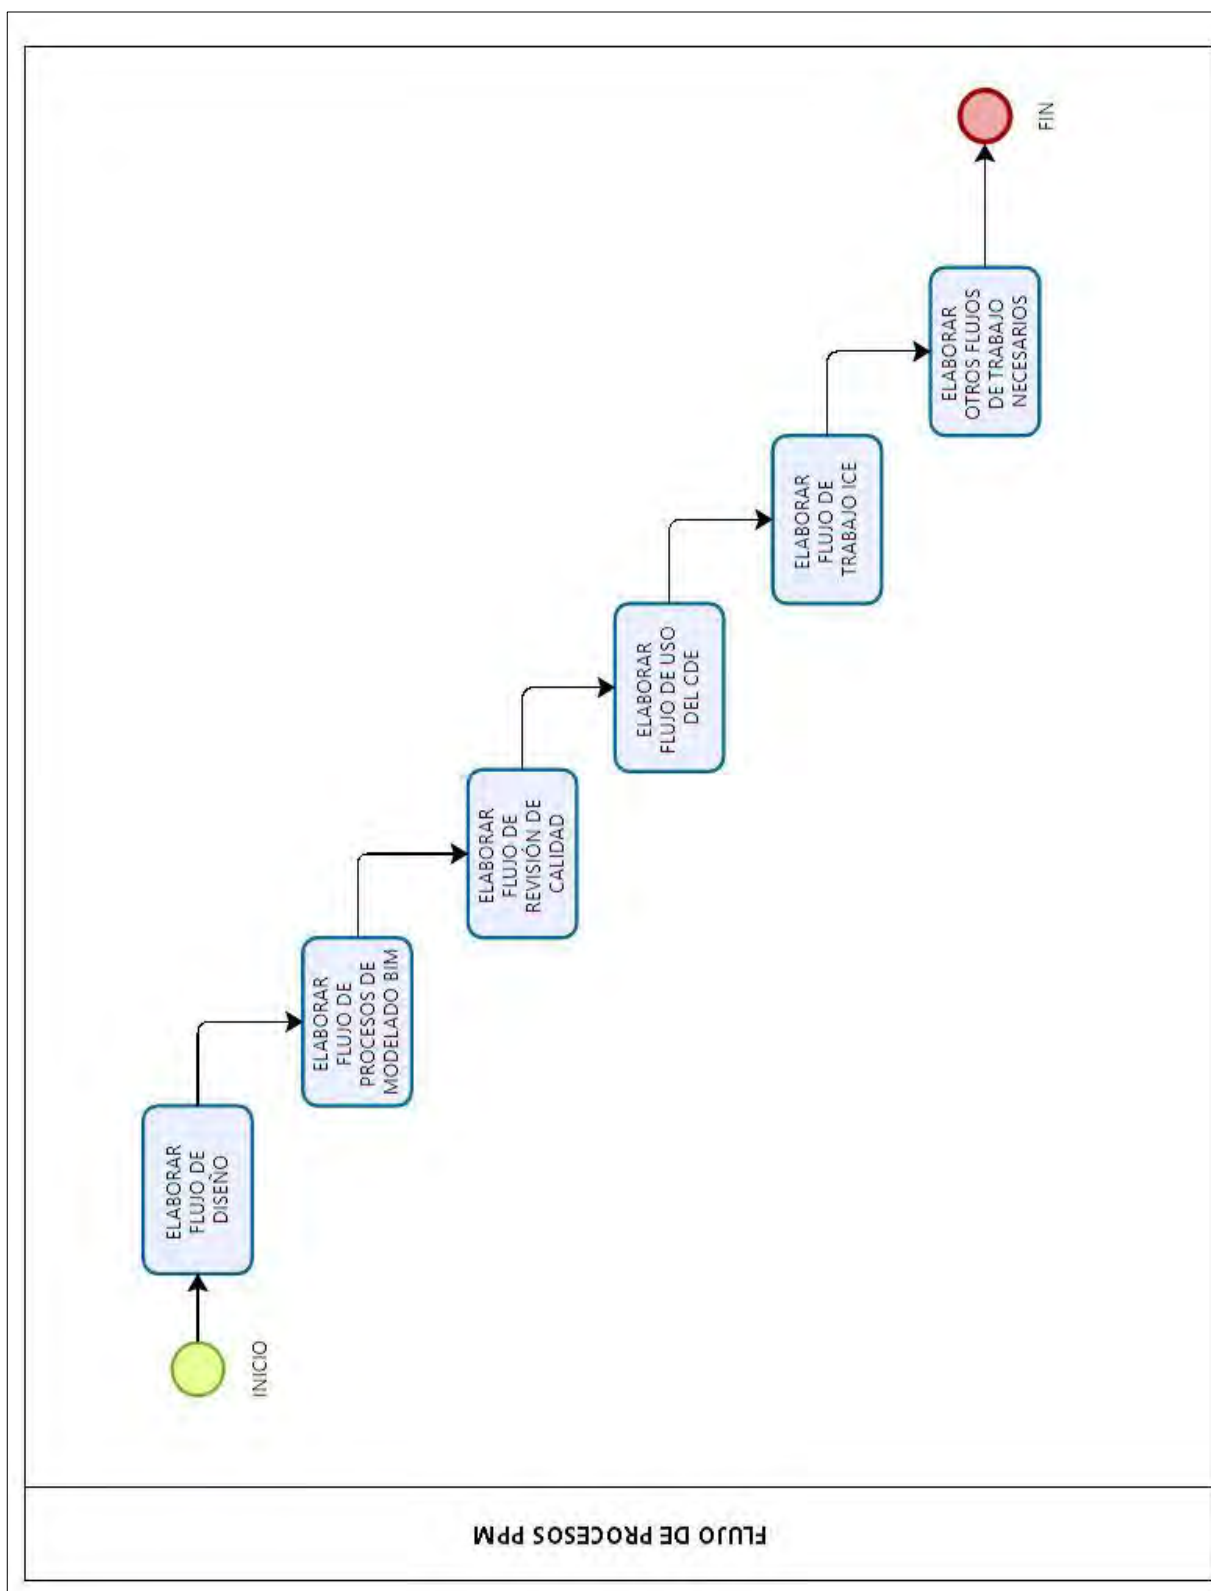 FLUJO DE PROCESOS PPM
INICIO
ELABORAR
FLUJO DE
DISEÑO
ELABORAR
FLUJO DE
PROCESOS DE
MODELADO BIM
ELABORAR
FLUJO DE
REVISIÓN DE
CALIDAD
ELABORAR
FLUJO DE USO
DEL CDE
ELABORAR
FLUJO DE
TRABAJO ICE
ELABORAR
OTROS FLUJOS
DE TRABAJO
NECESARIOS
FIN